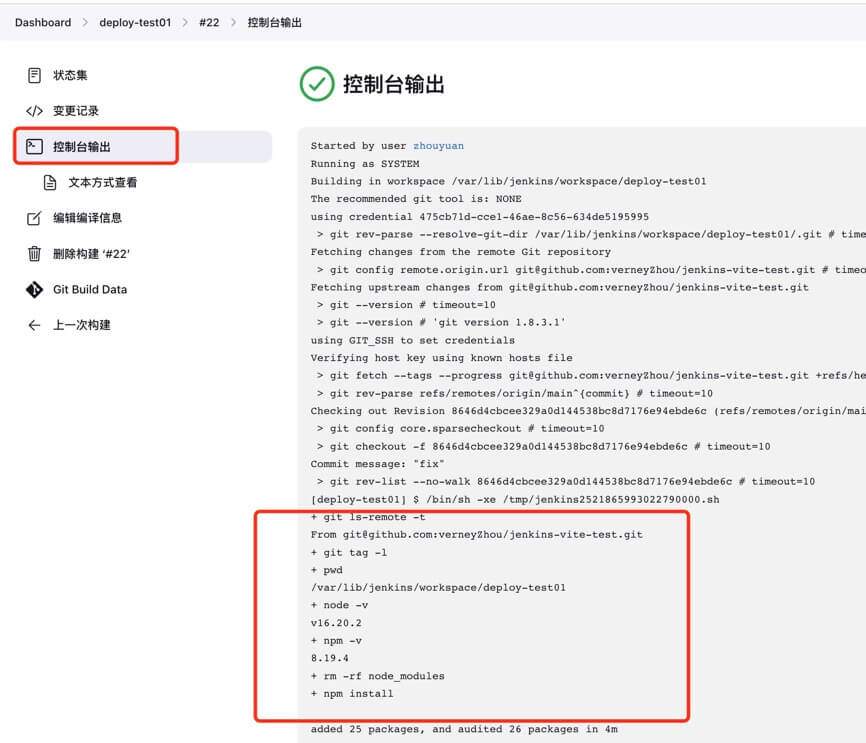 Dashboard > deploy-test01 > #22 > 控制台输出
状态集
变更记录
控制台输出
文本方式查看
编辑编译信息
删除构建 ‘#22’
Git Build Data
上一次构建
控制台输出
Started by user zhouyuan
Running as SYSTEM
Building in workspace /var/lib/jenkins/workspace/deploy-test01
The recommended git tool is: NONE
using credential 475cb71d-cce1-46ae-8c56-634de5195995
> git rev-parse --resolve-git-dir /var/lib/jenkins/workspace/deploy-test01/.git # time
Fetching changes from the remote Git repository
> git config remote.origin.url git@github.com:verneyZhou/jenkins-vite-test.git # timeo
Fetching upstream changes from git@github.com:verneyZhou/jenkins-vite-test.git
> git --version # timeout=10
> git --version # 'git version 1.8.3.1'
using GIT_SSH to set credentials
Verifying host key using known hosts file
> git fetch --tags --progress git@github.com:verneyZhou/jenkins-vite-test.git +refs/he
> git rev-parse refs/remotes/origin/main^{commit} # timeout=10
Checking out Revision 8646d4cbcee329a0d144538bc8d7176e94ebde6c (refs/remotes/origin/mai
> git config core.sparsecheckout # timeout=10
> git checkout -f 8646d4cbcee329a0d144538bc8d7176e94ebde6c # timeout=10
Commit message: "fix"
> git rev-list --no-walk 8646d4cbcee329a0d144538bc8d7176e94ebde6c # timeout=10
[deploy-test01] $ /bin/sh -xe /tmp/jenkins2521865993022790000.sh
+ git ls-remote -t
From git@github.com:verneyZhou/jenkins-vite-test.git
+ git tag -l
+ pwd
/var/lib/jenkins/workspace/deploy-test01
+ node -v
v16.20.2
+ npm -v
8.19.4
+ rm -rf node_modules
+ npm install
added 25 packages, and audited 26 packages in 4m